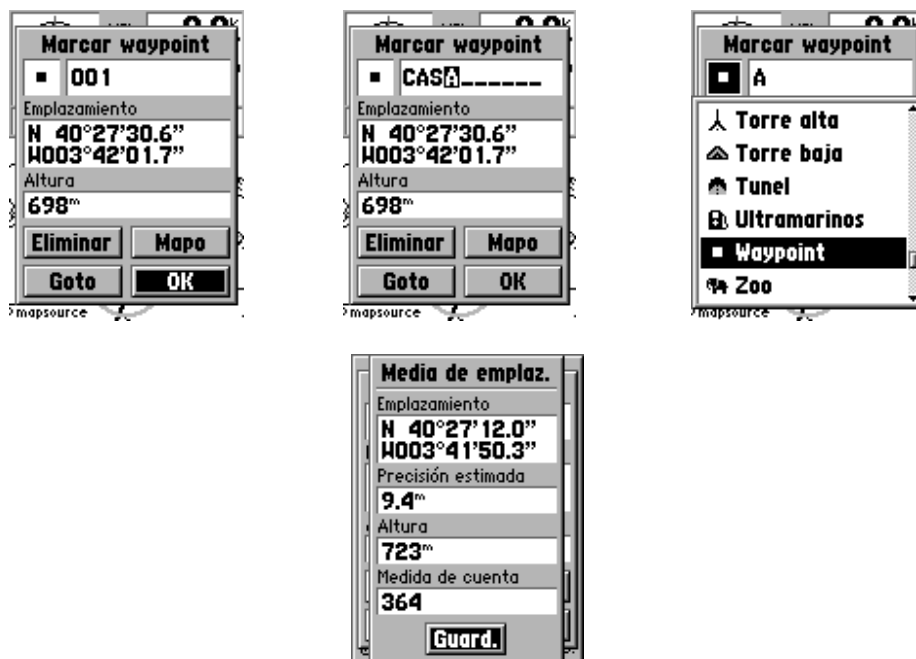 Marcar waypoint
001
Emplazamiento
N 40°27'30.6"
W003°42'01.7"
Altura
698m
Eliminar Mapo
Goto OK
mapsource
Marcar waypoint
CASA______
Emplazamiento
N 40°27'30.6"
W003°42'01.7"
Altura
698m
Eliminar Mapo
Goto OK
mapsource
Marcar waypoint
A
Torre alta
Torre baja
Tunel
Ultramarinos
Waypoint
Zoo
mapsource
Media de emplaz.
Emplazamiento
N 40°27'12.0"
W003°41'50.3"
Precisión estimada
9.4m
Altura
723m
Medida de cuenta
364
Guard.